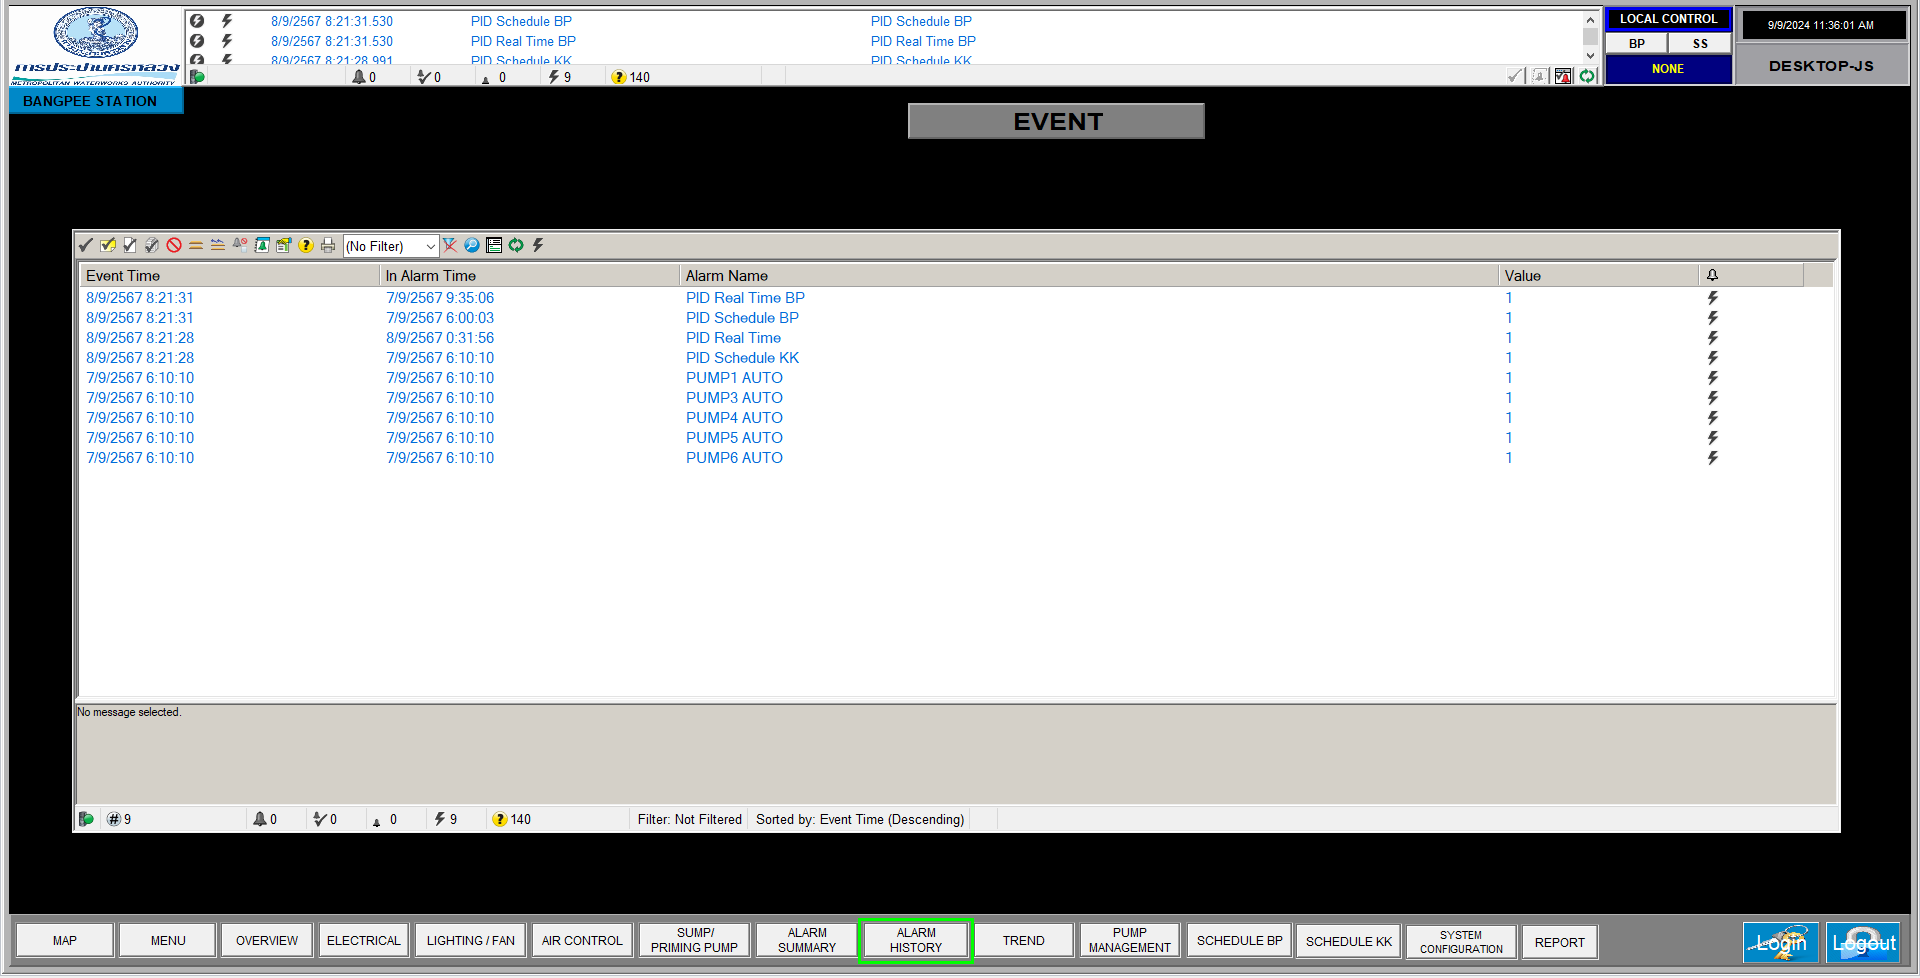 การประปานครหลวง
METROPOLITAN WATERWORKS AUTHORITY
BANGPEE STATION
8/9/2567 8:21:31.530 PID Schedule BP PID Schedule BP
8/9/2567 8:21:31.530 PID Real Time BP PID Real Time BP
8/9/2567 8:21:28.991 PID Schedule KK PID Schedule KK
0 0 0 9 140
LOCAL CONTROL
BP SS
NONE
9/9/2024 11:36:01 AM
DESKTOP-JS
EVENT
(No Filter)
Event Time In Alarm Time Alarm Name Value
8/9/2567 8:21:31 7/9/2567 9:35:06 PID Real Time BP 1
8/9/2567 8:21:31 7/9/2567 6:00:03 PID Schedule BP 1
8/9/2567 8:21:28 8/9/2567 0:31:56 PID Real Time 1
8/9/2567 8:21:28 7/9/2567 6:10:10 PID Schedule KK 1
7/9/2567 6:10:10 7/9/2567 6:10:10 PUMP1 AUTO 1
7/9/2567 6:10:10 7/9/2567 6:10:10 PUMP3 AUTO 1
7/9/2567 6:10:10 7/9/2567 6:10:10 PUMP4 AUTO 1
7/9/2567 6:10:10 7/9/2567 6:10:10 PUMP5 AUTO 1
7/9/2567 6:10:10 7/9/2567 6:10:10 PUMP6 AUTO 1
No message selected.
# 9 0 0 0 9 ? 140 Filter: Not Filtered Sorted by: Event Time (Descending)
MAP
MENU
OVERVIEW
ELECTRICAL
LIGHTING / FAN
AIR CONTROL
SUMP/
PRIMING PUMP
ALARM
SUMMARY
ALARM
HISTORY
TREND
PUMP
MANAGEMENT
SCHEDULE BP
SCHEDULE KK
SYSTEM
CONFIGURATION
REPORT
Login
Logout